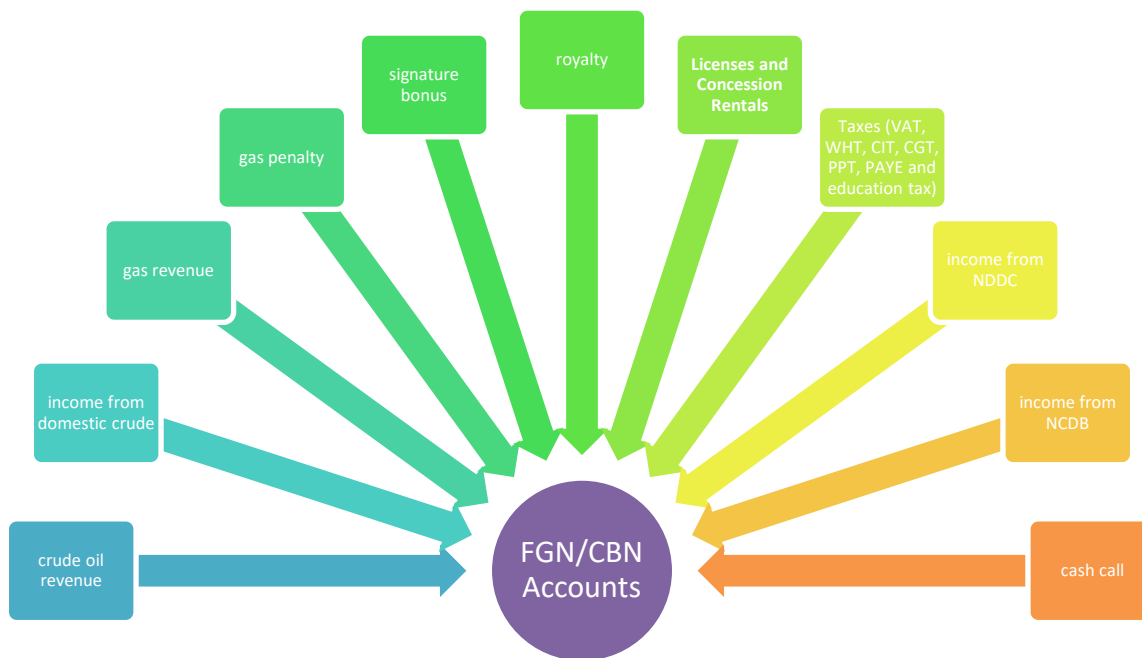 crude oil
revenue
income from
domestic crude
gas revenue
gas penalty
signature
bonus
royalty
Licenses and
Concession
Rentals
Taxes (VAT,
WHT, CIT, CGT,
PPT, PAYE and
education tax)
income from
NDDC
income from
NCDB
cash call
FGN/CBN
Accounts